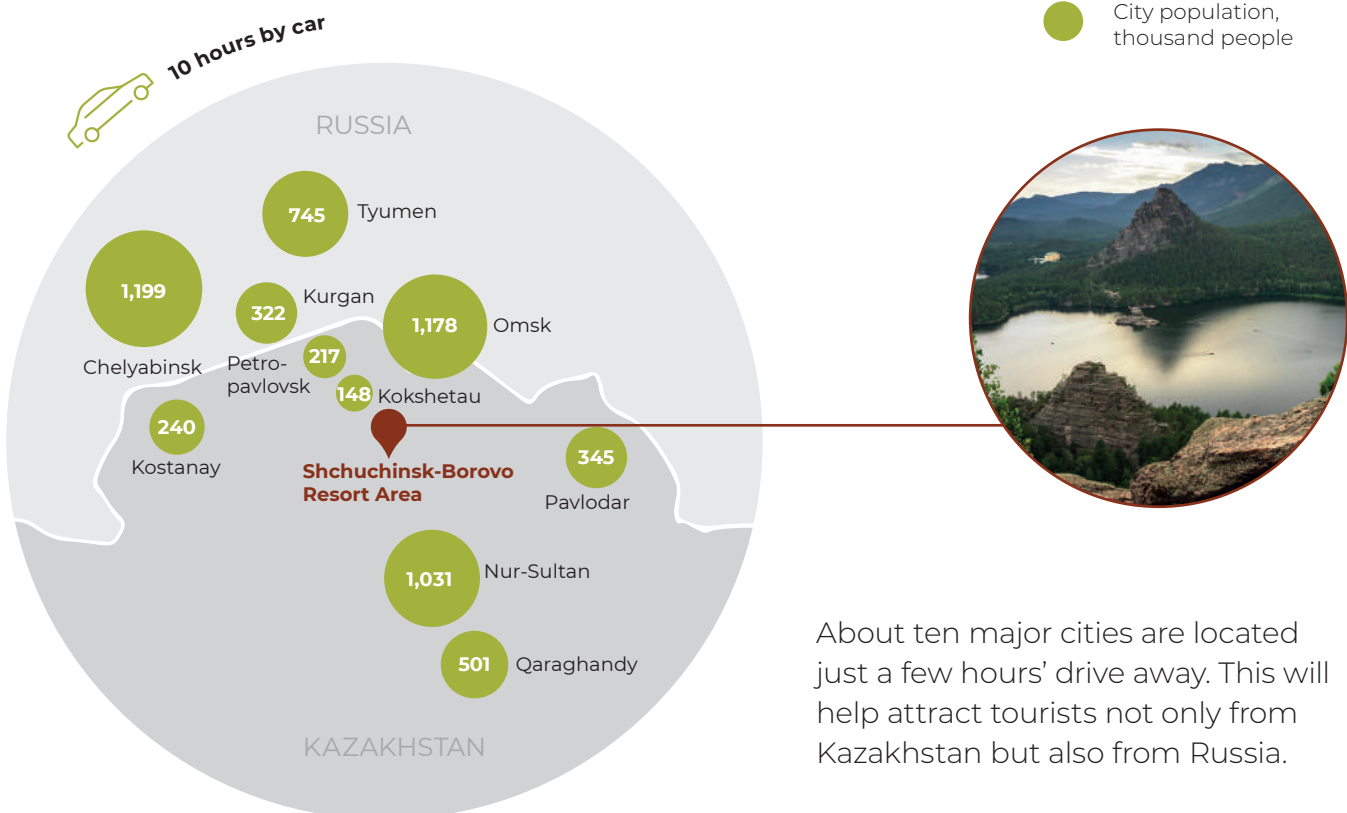 10 hours by car
City population,
thousand people
RUSSIA
745
Tyumen
1,199
Chelyabinsk
322
Kurgan
1,178
Omsk
217
Petro-
pavlovsk
148
Kokshetau
240
Kostanay
Shchuchinsk-Borovo
Resort Area
345
Pavlodar
1,031
Nur-Sultan
501
Qaraghandy
KAZAKHSTAN
About ten major cities are located
just a few hours’ drive away. This will
help attract tourists not only from
Kazakhstan but also from Russia.